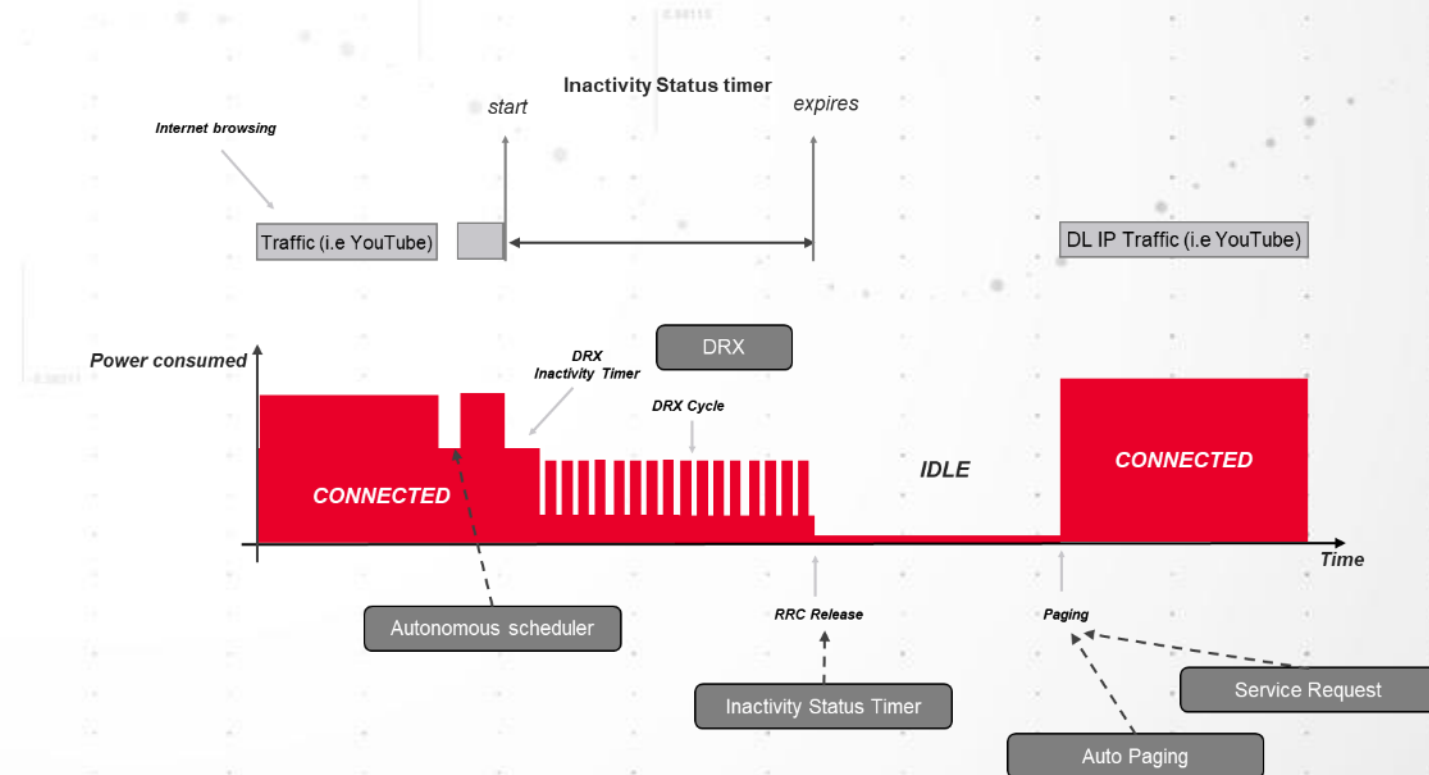 Inactivity Status timer
start
expires
Internet browsing
Traffic (i.e YouTube)
DL IP Traffic (i.e YouTube)
Power consumed
DRX
Inactivity Timer
DRX
DRX Cycle
CONNECTED
IDLE
CONNECTED
Time
RRC Release
Paging
Autonomous scheduler
Inactivity Status Timer
Service Request
Auto Paging